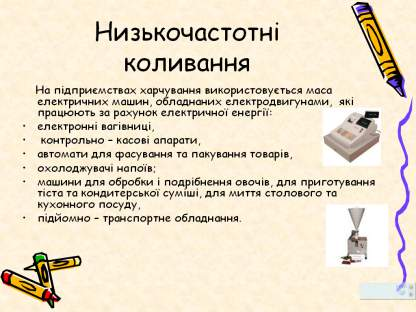 Низькочастотні
коливання
На підприємствах харчування використовується маса
електричних машин, обладнаних електродвигунами, які
працюють за рахунок електричної енергії:
• електронні вагівниці,
• контрольно – касові апарати,
• автомати для фасування та пакування товарів,
• охолоджувачі напоїв;
• машини для обробки і подрібнення овочів, для приготування
тіста та кондитерської суміші, для миття столового та
кухонного посуду,
• підйомно – транспортне обладнання.